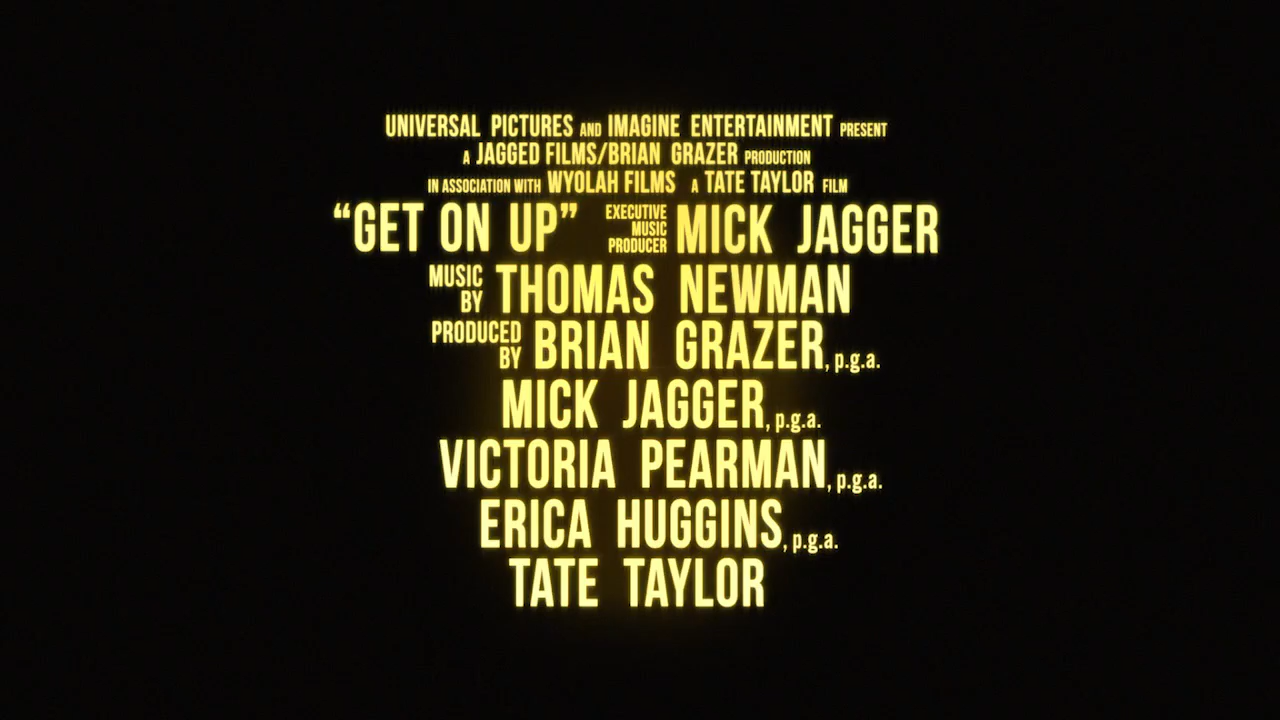 UNIVERSAL PICTURES AND IMAGINE ENTERTAINMENT PRESENT
A JAGGED FILMS/BRIAN GRAZER PRODUCTION
IN ASSOCIATION WITH WYOLAH FILMS A TATE TAYLOR FILM
“GET ON UP” EXECUTIVE MUSIC PRODUCER MICK JAGGER
MUSIC BY THOMAS NEWMAN
PRODUCED BY BRIAN GRAZER, p.g.a.
MICK JAGGER, p.g.a.
VICTORIA PEARMAN, p.g.a.
ERICA HUGGINS, p.g.a.
TATE TAYLOR